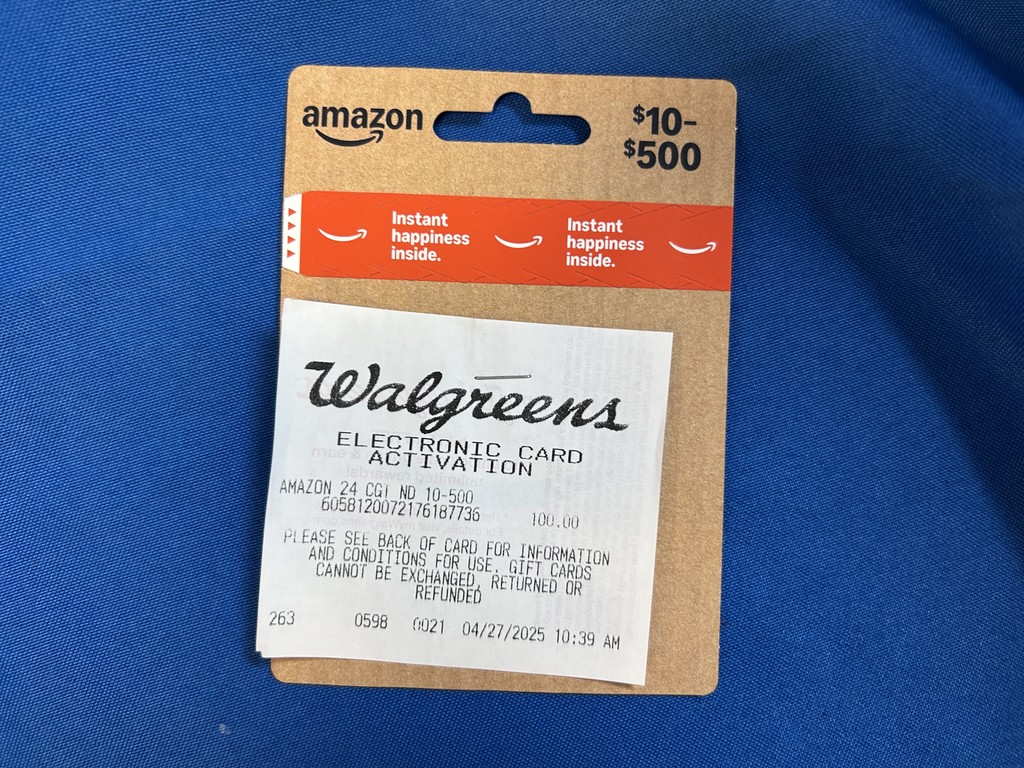 amazon
$10-
$500
Instant
happiness
inside.
Instant
happiness
inside.
Walgreens
ELECTRONIC CARD
ACTIVATION
AMAZON 24 CGT ND 10-500
6058120072176187736 100.00
PLEASE SEE BACK OF CARD FOR INFORMATION
AND CONDITIONS FOR USE. GIFT CARDS
CANNOT BE EXCHANGED, RETURNED OR
REFUNDED
263 0598 0021 04/27/2025 10:39 AM